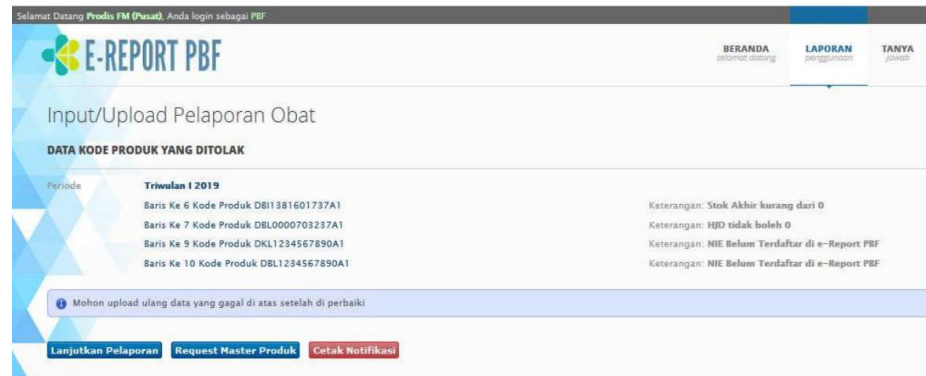 Selamat Datang Prodis FM (Pusat), Anda login sebagai PBF
E-REPORT PBF
BERANDA
selamat datang
LAPORAN
penggunaan
TANYA
jawab
Input/Upload Pelaporan Obat
DATA KODE PRODUK YANG DITOLAK
Periode Triwulan I 2019
Baris Ke 6 Kode Produk DBI1381601737A1 Keterangan: Stok Akhir kurang dari 0
Baris Ke 7 Kode Produk DBL0000703237A1 Keterangan: HJD tidak boleh 0
Baris Ke 9 Kode Produk DKL1234567890A1 Keterangan: NIE Belum Terdaftar di e-Report PBF
Baris Ke 10 Kode Produk DBL1234567890A1 Keterangan: NIE Belum Terdaftar di e-Report PBF
Mohon upload ulang data yang gagal di atas setelah di perbaiki
Lanjutkan Pelaporan Request Master Produk Cetak Notifikasi